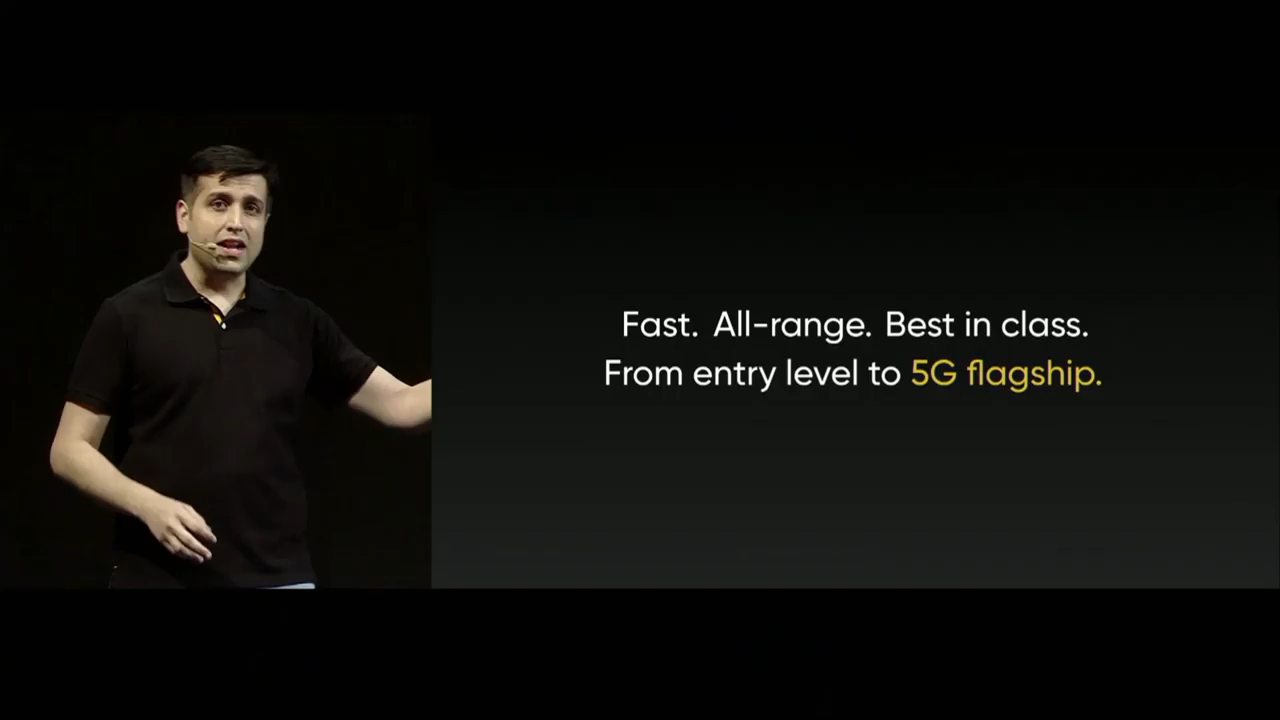 Fast. All-range. Best in class.
From entry level to 5G flagship.